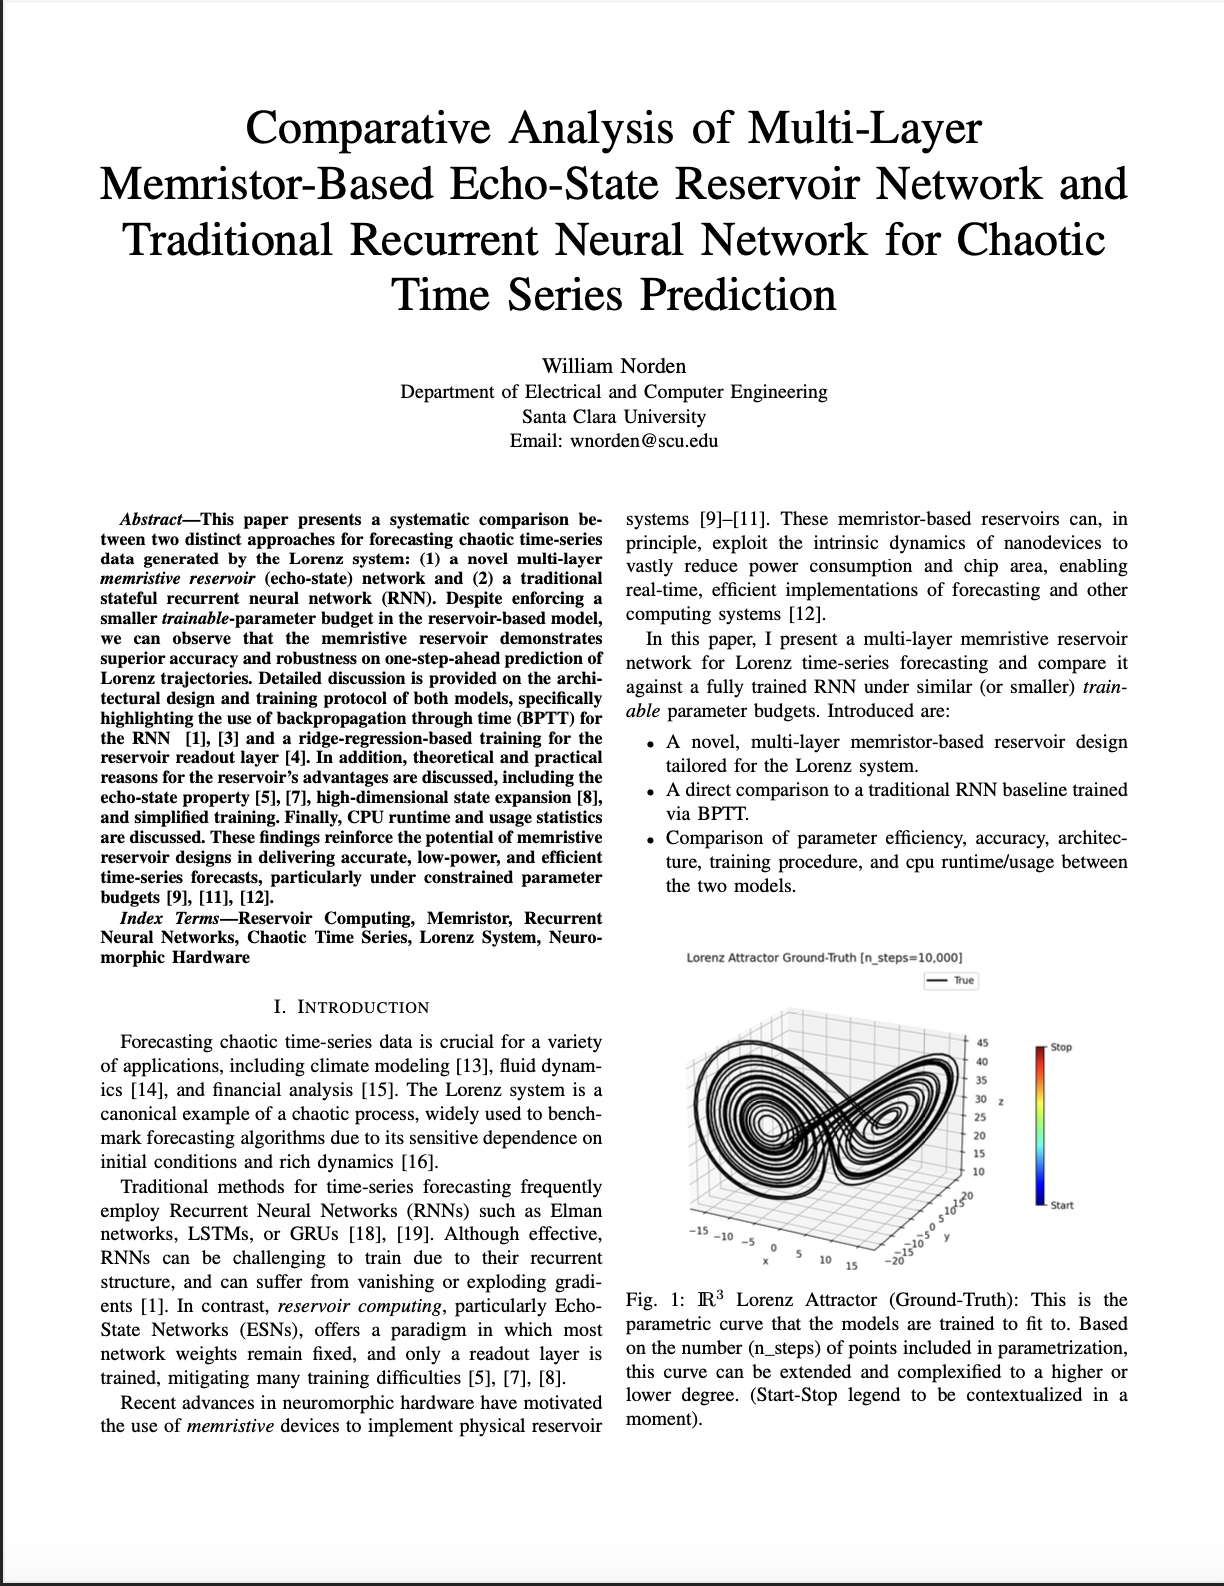 Comparative Analysis of Multi-Layer
Memristor-Based Echo-State Reservoir Network and
Traditional Recurrent Neural Network for Chaotic
Time Series Prediction
William Norden
Department of Electrical and Computer Engineering
Santa Clara University
Email: wnorden@scu.edu
Abstract—This paper presents a systematic comparison be-
tween two distinct approaches for forecasting chaotic time-series
data generated by the Lorenz system: (1) a novel multi-layer
memristive reservoir (echo-state) network and (2) a traditional
stateful recurrent neural network (RNN). Despite enforcing a
smaller trainable-parameter budget in the reservoir-based model,
we can observe that the memristive reservoir demonstrates
superior accuracy and robustness on one-step-ahead prediction of
Lorenz trajectories. Detailed discussion is provided on the archi-
tectural design and training protocol of both models, specifically
highlighting the use of backpropagation through time (BPTT) for
the RNN [1], [3] and a ridge-regression-based training for the
reservoir readout layer [4]. In addition, theoretical and practical
reasons for the reservoir's advantages are discussed, including the
echo-state property [5], [7], high-dimensional state expansion [8],
and simplified training. Finally, CPU runtime and usage statistics
are discussed. These findings reinforce the potential of memristive
reservoir designs in delivering accurate, low-power, and efficient
time-series forecasts, particularly under constrained parameter
budgets [9], [11], [12].
Index Terms—Reservoir Computing, Memristor, Recurrent
Neural Networks, Chaotic Time Series, Lorenz System, Neuro-
morphic Hardware
I. INTRODUCTION
Forecasting chaotic time-series data is crucial for a variety
of applications, including climate modeling [13], fluid dynam-
ics [14], and financial analysis [15]. The Lorenz system is a
canonical example of a chaotic process, widely used to bench-
mark forecasting algorithms due to its sensitive dependence on
initial conditions and rich dynamics [16].
Traditional methods for time-series forecasting frequently
employ Recurrent Neural Networks (RNNs) such as Elman
networks, LSTMs, or GRUs [18], [19]. Although effective,
RNNs can be challenging to train due to their recurrent
structure, and can suffer from vanishing or exploding gradi-
ents [1]. In contrast, reservoir computing, particularly Echo-
State Networks (ESNs), offers a paradigm in which most
network weights remain fixed, and only a readout layer is
trained, mitigating many training difficulties [5], [7], [8].
Recent advances in neuromorphic hardware have motivated
the use of memristive devices to implement physical reservoir
systems [9]–[11]. These memristor-based reservoirs can, in
principle, exploit the intrinsic dynamics of nanodevices to
vastly reduce power consumption and chip area, enabling
real-time, efficient implementations of forecasting and other
computing systems [12].
In this paper, I present a multi-layer memristive reservoir
network for Lorenz time-series forecasting and compare it
against a fully trained RNN under similar (or smaller) train-
able parameter budgets. Introduced are:
• A novel, multi-layer memristor-based reservoir design
tailored for the Lorenz system.
• A direct comparison to a traditional RNN baseline trained
via BPTT.
• Comparison of parameter efficiency, accuracy, architec-
ture, training procedure, and cpu runtime/usage between
the two models.
Lorenz Attractor Ground-Truth [n_steps=10,000]
True
45
40
35
30 z
25
20
15
10
Stop
Start
20
15
10
5
0
−5
−10
−15
−20
y
−15 −10 −5 0 5 10 15
x
Fig. 1: ℝ³ Lorenz Attractor (Ground-Truth): This is the
parametric curve that the models are trained to fit to. Based
on the number (n_steps) of points included in parametrization,
this curve can be extended and complexified to a higher or
lower degree. (Start-Stop legend to be contextualized in a
moment).